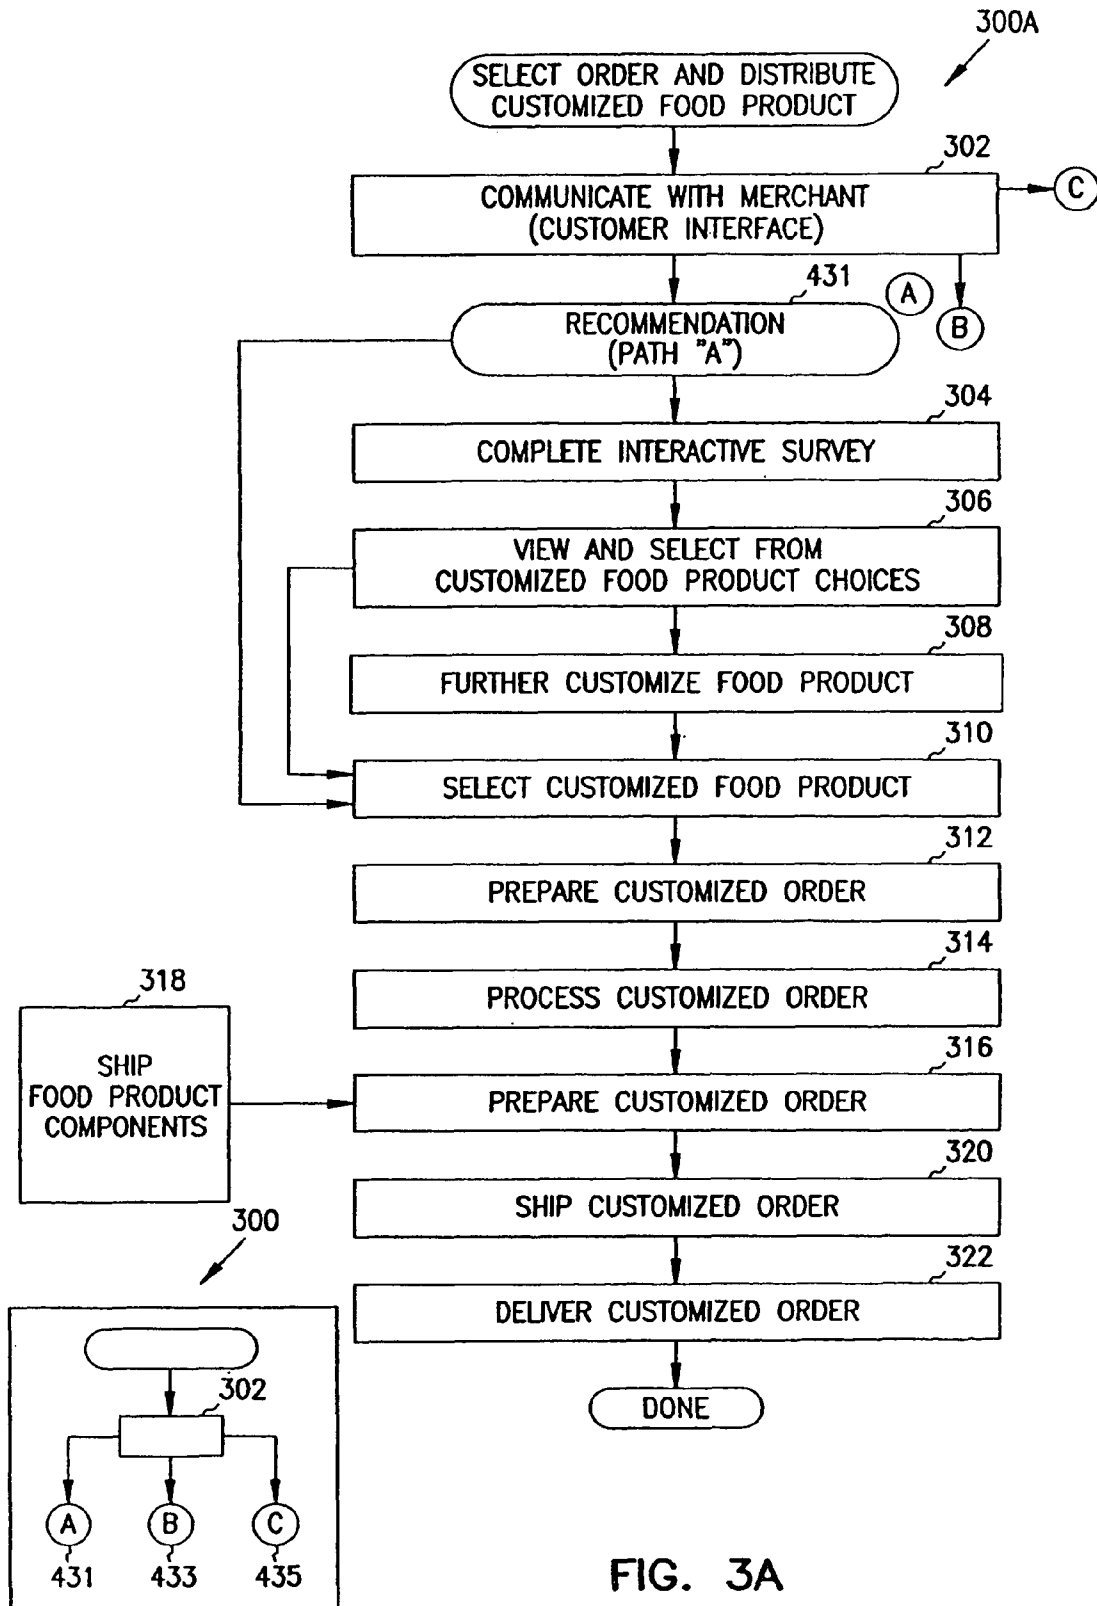 300A
SELECT ORDER AND DISTRIBUTE
CUSTOMIZED FOOD PRODUCT
302
COMMUNICATE WITH MERCHANT
(CUSTOMER INTERFACE)
C
431
A
B
RECOMMENDATION
(PATH "A")
304
COMPLETE INTERACTIVE SURVEY
306
VIEW AND SELECT FROM
CUSTOMIZED FOOD PRODUCT CHOICES
308
FURTHER CUSTOMIZE FOOD PRODUCT
310
SELECT CUSTOMIZED FOOD PRODUCT
312
PREPARE CUSTOMIZED ORDER
314
PROCESS CUSTOMIZED ORDER
318
SHIP
FOOD PRODUCT
COMPONENTS
316
PREPARE CUSTOMIZED ORDER
320
SHIP CUSTOMIZED ORDER
322
DELIVER CUSTOMIZED ORDER
DONE
300
302
A
B
C
431
433
435
FIG. 3A